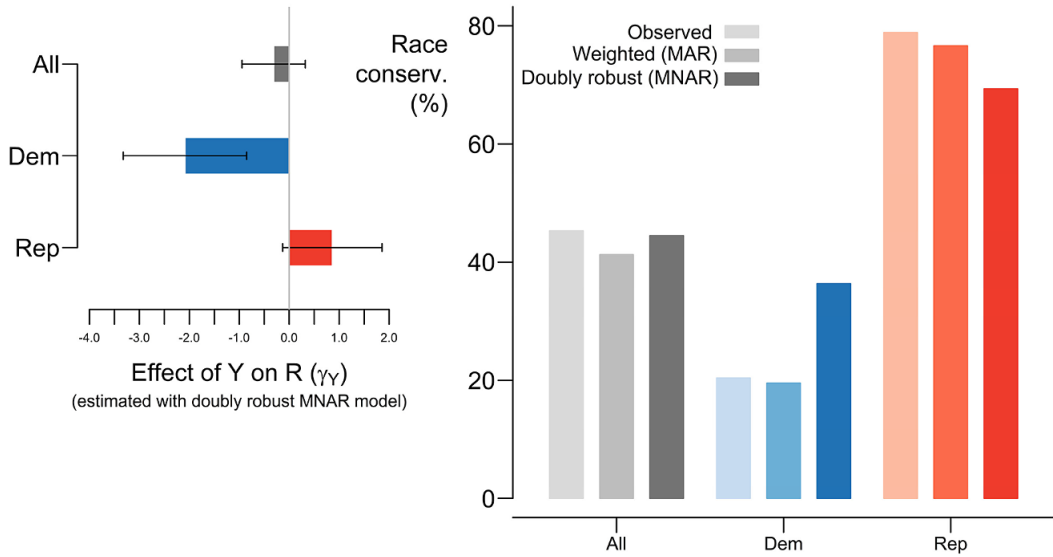 All
Dem
Rep
-4.0 -3.0 -2.0 -1.0 0.0 1.0 2.0
Effect of Y on R (γY)
(estimated with doubly robust MNAR model)
Race
conserv.
(%)
80
60
40
20
0
Observed
Weighted (MAR)
Doubly robust (MNAR)
All Dem Rep